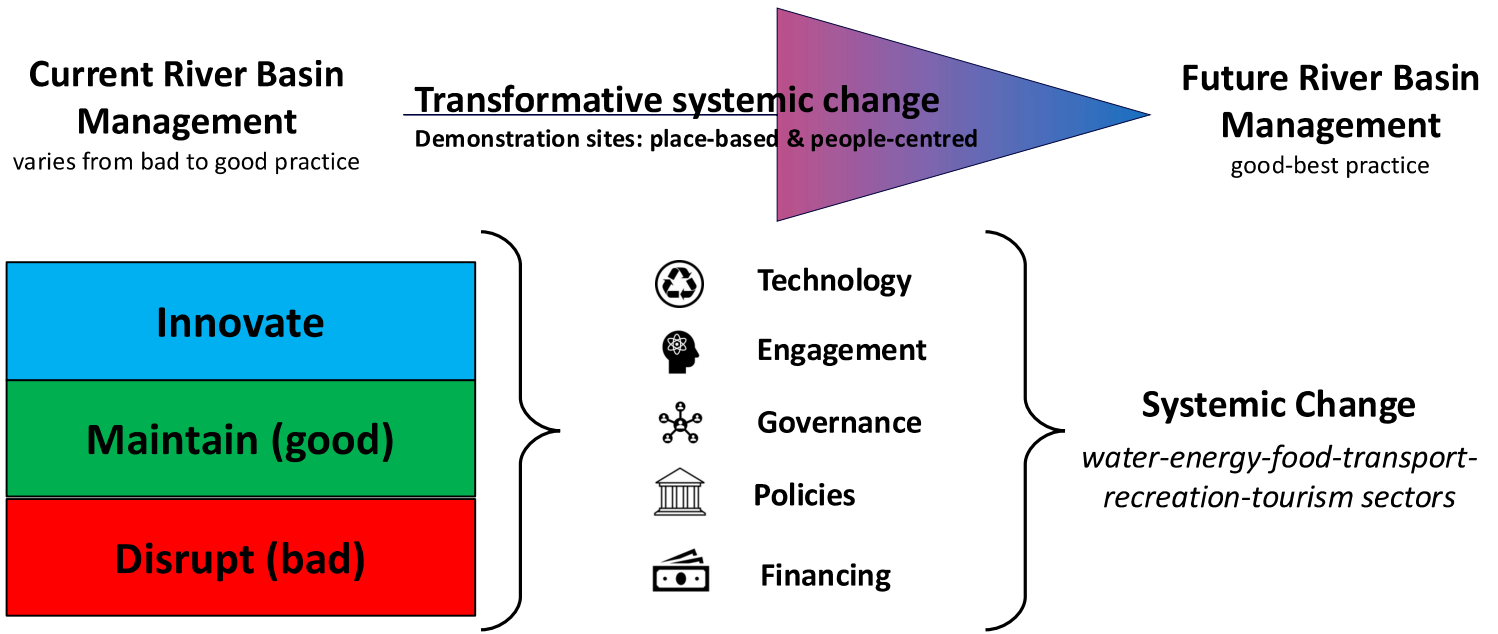 Current River Basin
Management
varies from bad to good practice
Transformative systemic change
Demonstration sites: place-based & people-centred
Future River Basin
Management
good-best practice
Innovate
Maintain (good)
Disrupt (bad)
Technology
Engagement
Governance
Policies
Financing
Systemic Change
water-energy-food-transport-
recreation-tourism sectors